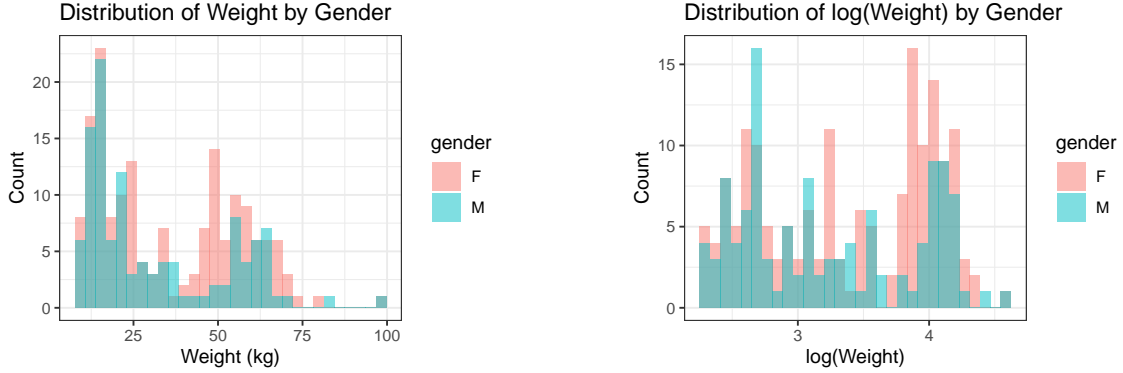 Distribution of Weight by Gender
20
15
10
5
0
Count
25
50
75
100
Weight (kg)
gender
F
M
Distribution of log(Weight) by Gender
15
10
5
0
Count
3
4
log(Weight)
gender
F
M